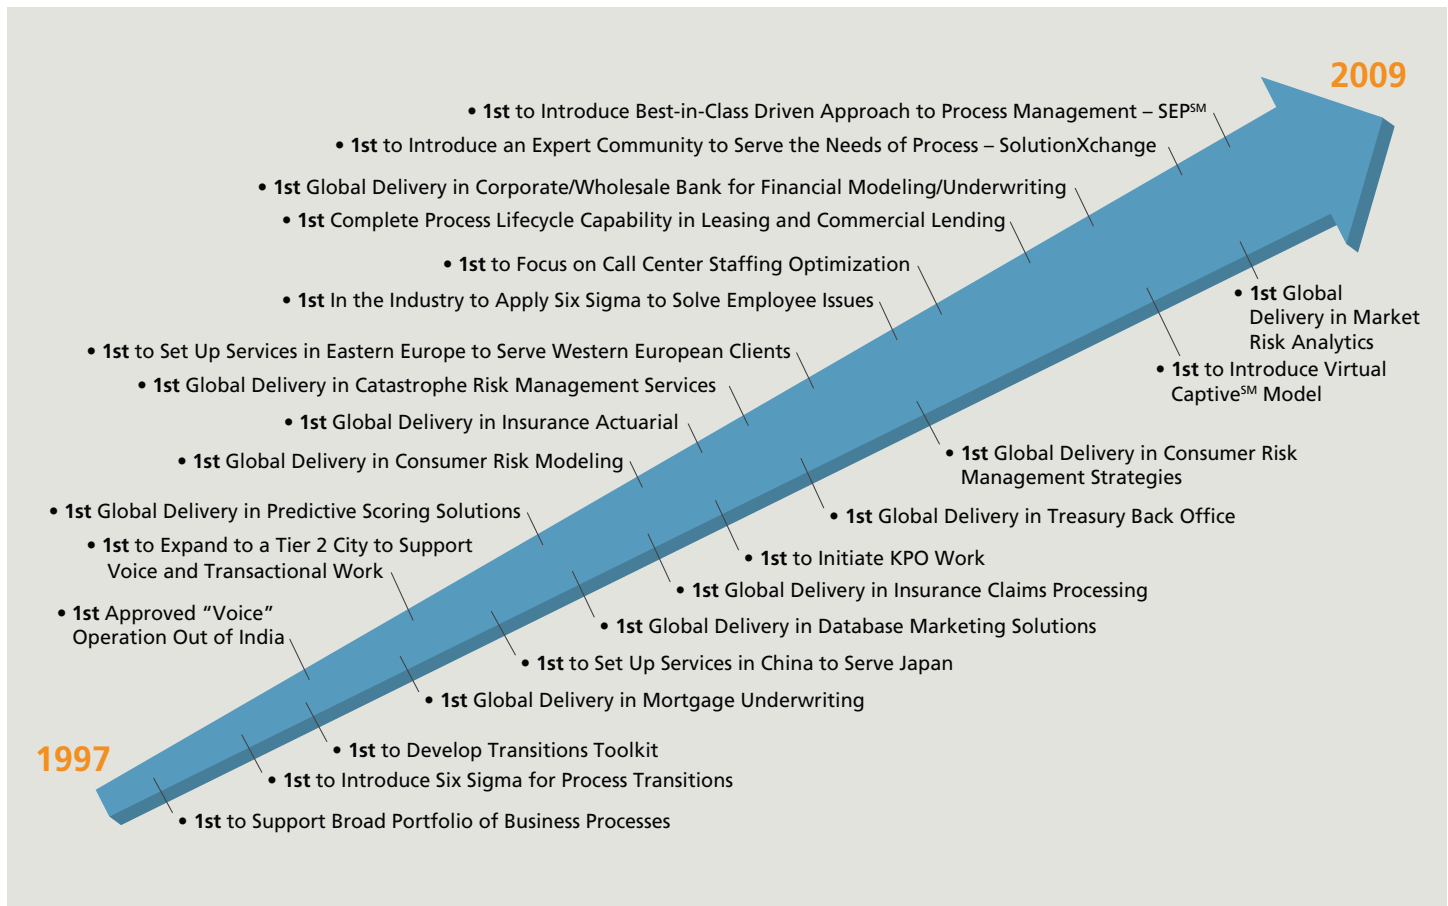 2009
• 1st to Introduce Best-in-Class Driven Approach to Process Management – SEP℠
• 1st to Introduce an Expert Community to Serve the Needs of Process – SolutionXchange
• 1st Global Delivery in Corporate/Wholesale Bank for Financial Modeling/Underwriting
• 1st Complete Process Lifecycle Capability in Leasing and Commercial Lending
• 1st to Focus on Call Center Staffing Optimization
• 1st In the Industry to Apply Six Sigma to Solve Employee Issues
• 1st to Set Up Services in Eastern Europe to Serve Western European Clients
• 1st Global Delivery in Catastrophe Risk Management Services
• 1st Global Delivery in Insurance Actuarial
• 1st Global Delivery in Consumer Risk Modeling
• 1st Global Delivery in Predictive Scoring Solutions
• 1st to Expand to a Tier 2 City to Support
Voice and Transactional Work
• 1st Approved “Voice”
Operation Out of India
• 1st Global
Delivery in Market
Risk Analytics
• 1st to Introduce Virtual
Captive℠ Model
• 1st Global Delivery in Consumer Risk
Management Strategies
• 1st Global Delivery in Treasury Back Office
• 1st to Initiate KPO Work
• 1st Global Delivery in Insurance Claims Processing
• 1st Global Delivery in Database Marketing Solutions
• 1st to Set Up Services in China to Serve Japan
• 1st Global Delivery in Mortgage Underwriting
• 1st to Develop Transitions Toolkit
• 1st to Introduce Six Sigma for Process Transitions
• 1st to Support Broad Portfolio of Business Processes
1997